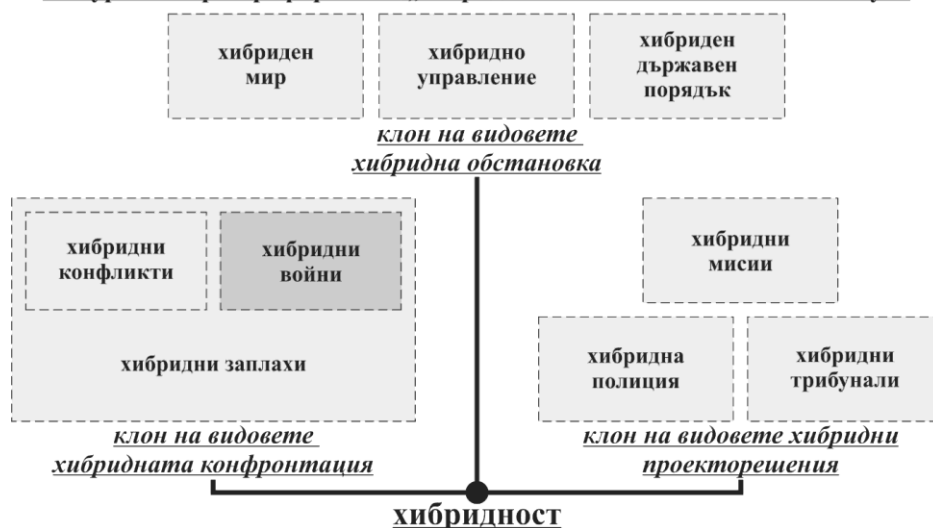 хибриден
мир
хибридно
управление
хибриден
държавен
порядък
клон на видовете
хибридна обстановка
хибридни
конфликти
хибридни
войни
хибридни заплахи
клон на видовете
хибридната конфронтация
хибридни
мисии
хибридна
полиция
хибридни
трибунали
клон на видовете хибридни
проекторешения
хибридност